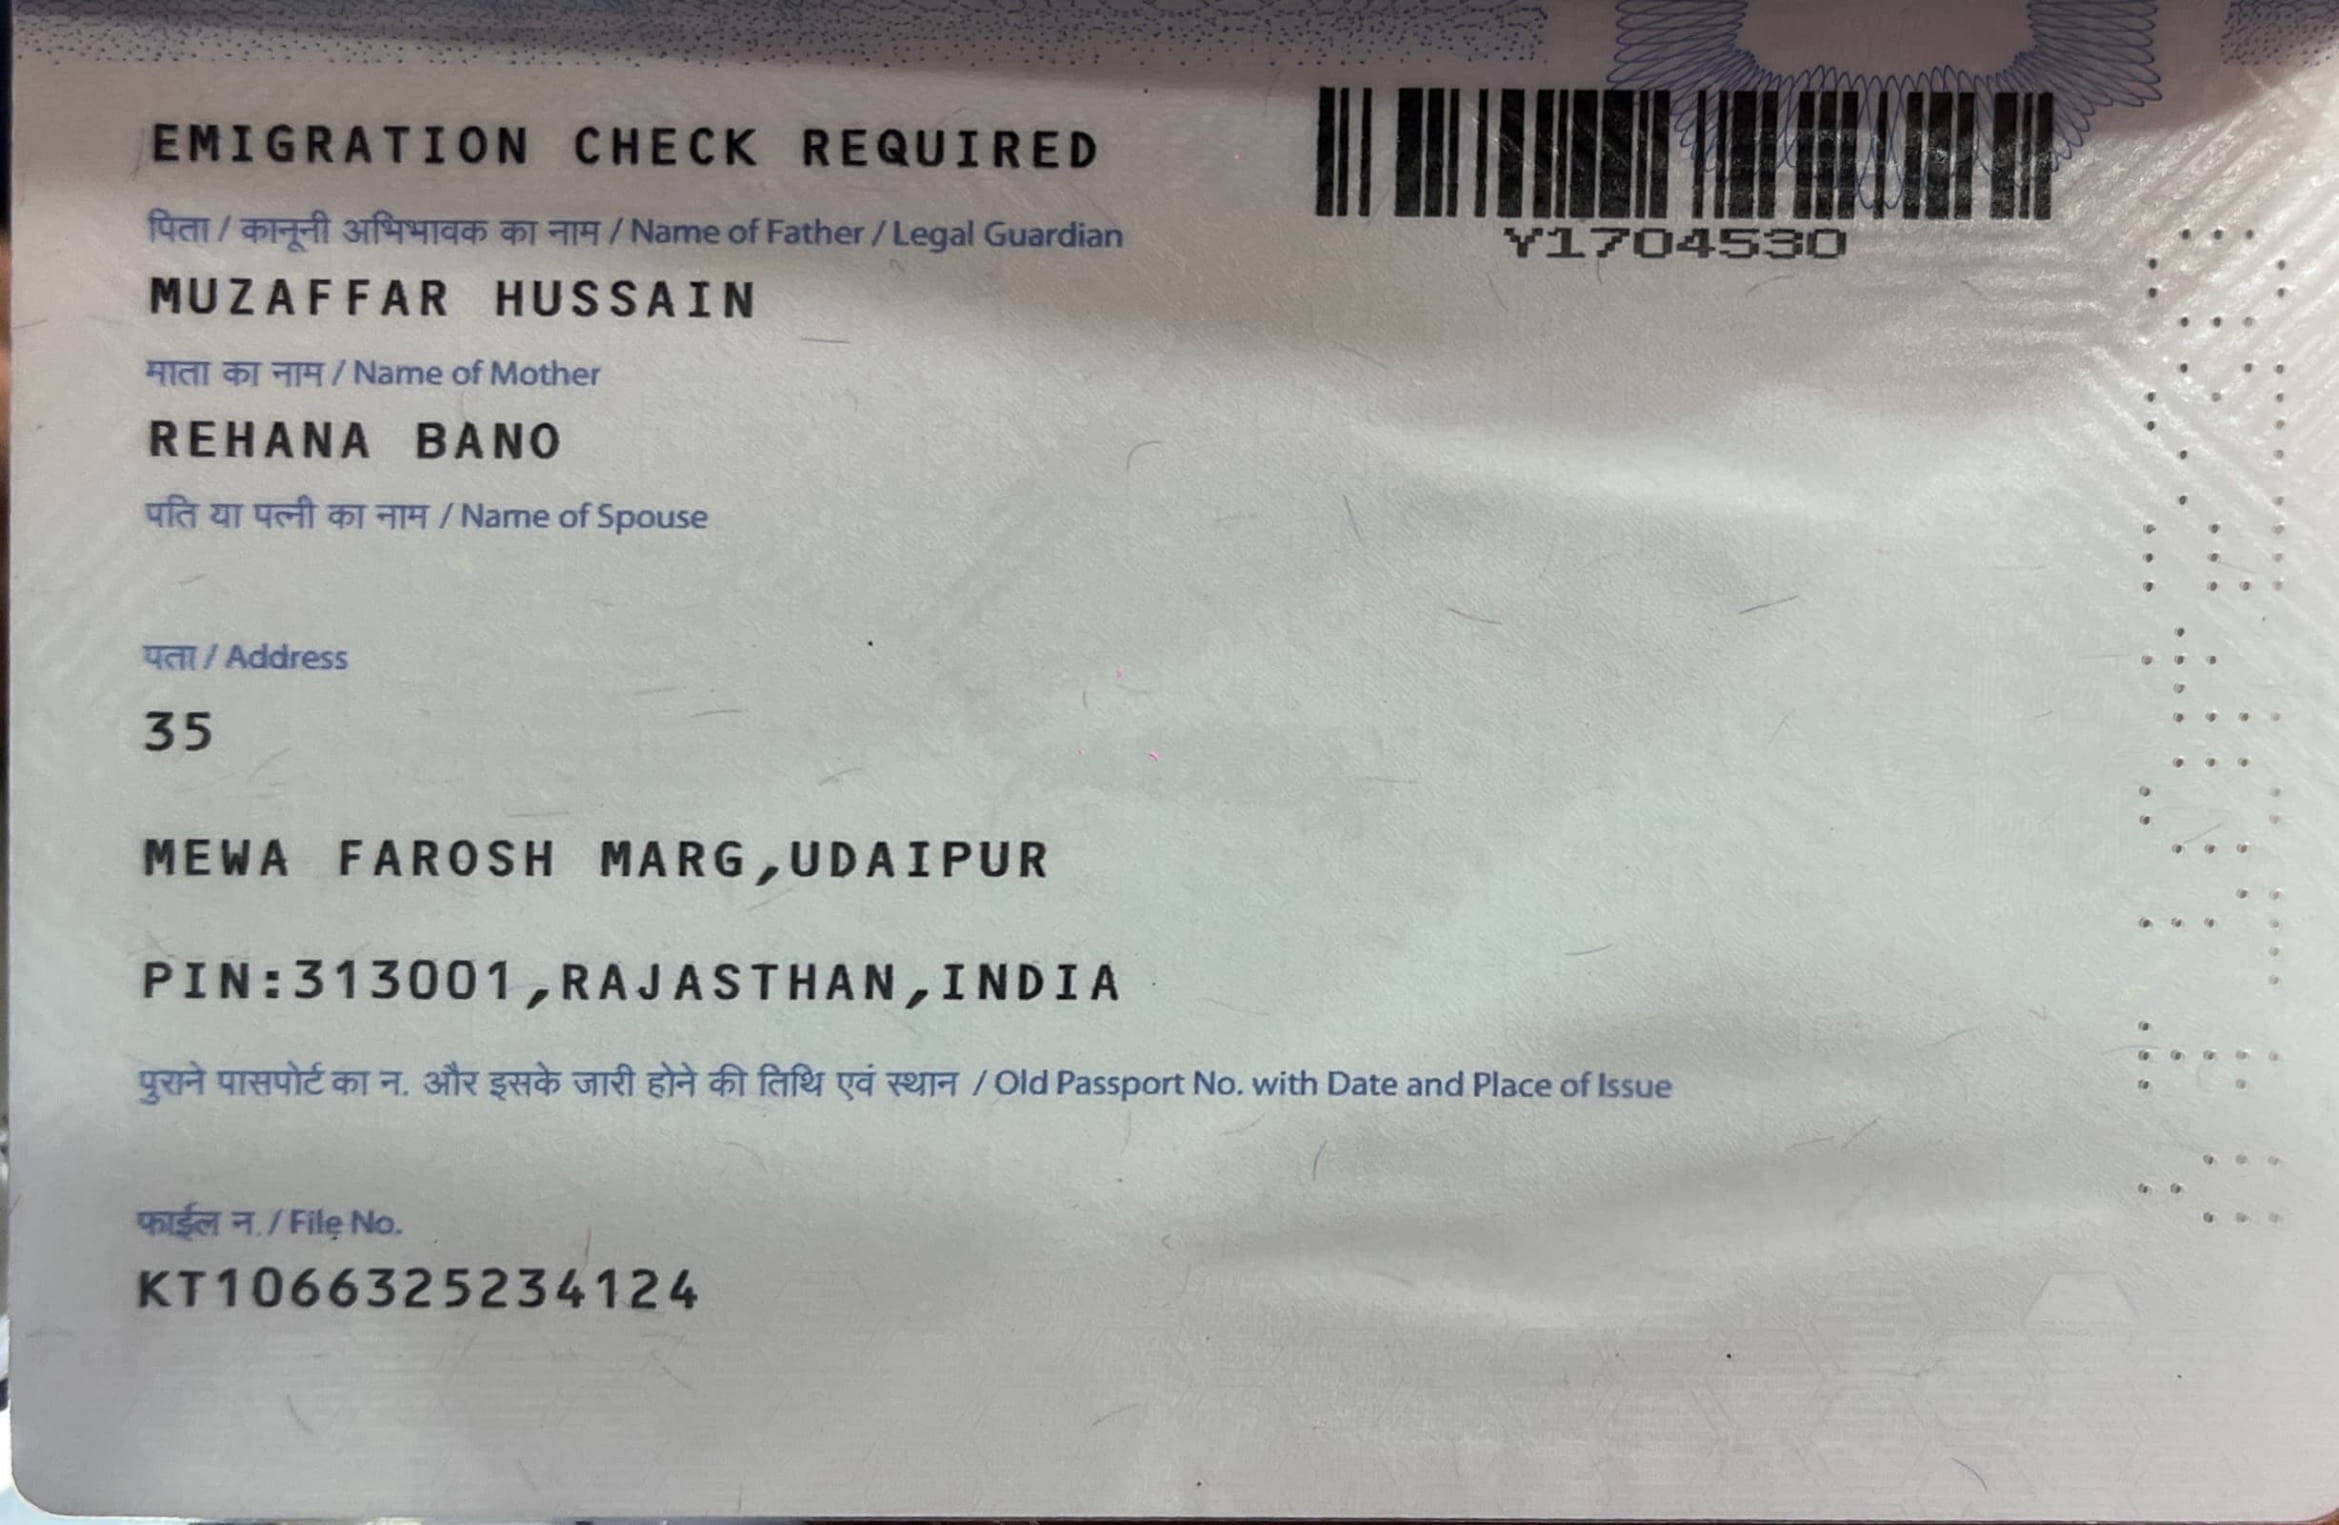 EMIGRATION CHECK REQUIRED
Y1704530
पिता / कानूनी अभिभावक का नाम / Name of Father / Legal Guardian
MUZAFFAR HUSSAIN
माता का नाम / Name of Mother
REHANA BANO
पति या पत्नी का नाम / Name of Spouse
पता / Address
35
MEWA FAROSH MARG,UDAIPUR
PIN:313001,RAJASTHAN,INDIA
पुराने पासपोर्ट का न. और इसके जारी होने की तिथि एवं स्थान / Old Passport No. with Date and Place of Issue
फाईल न. / File No.
KT1066325234124